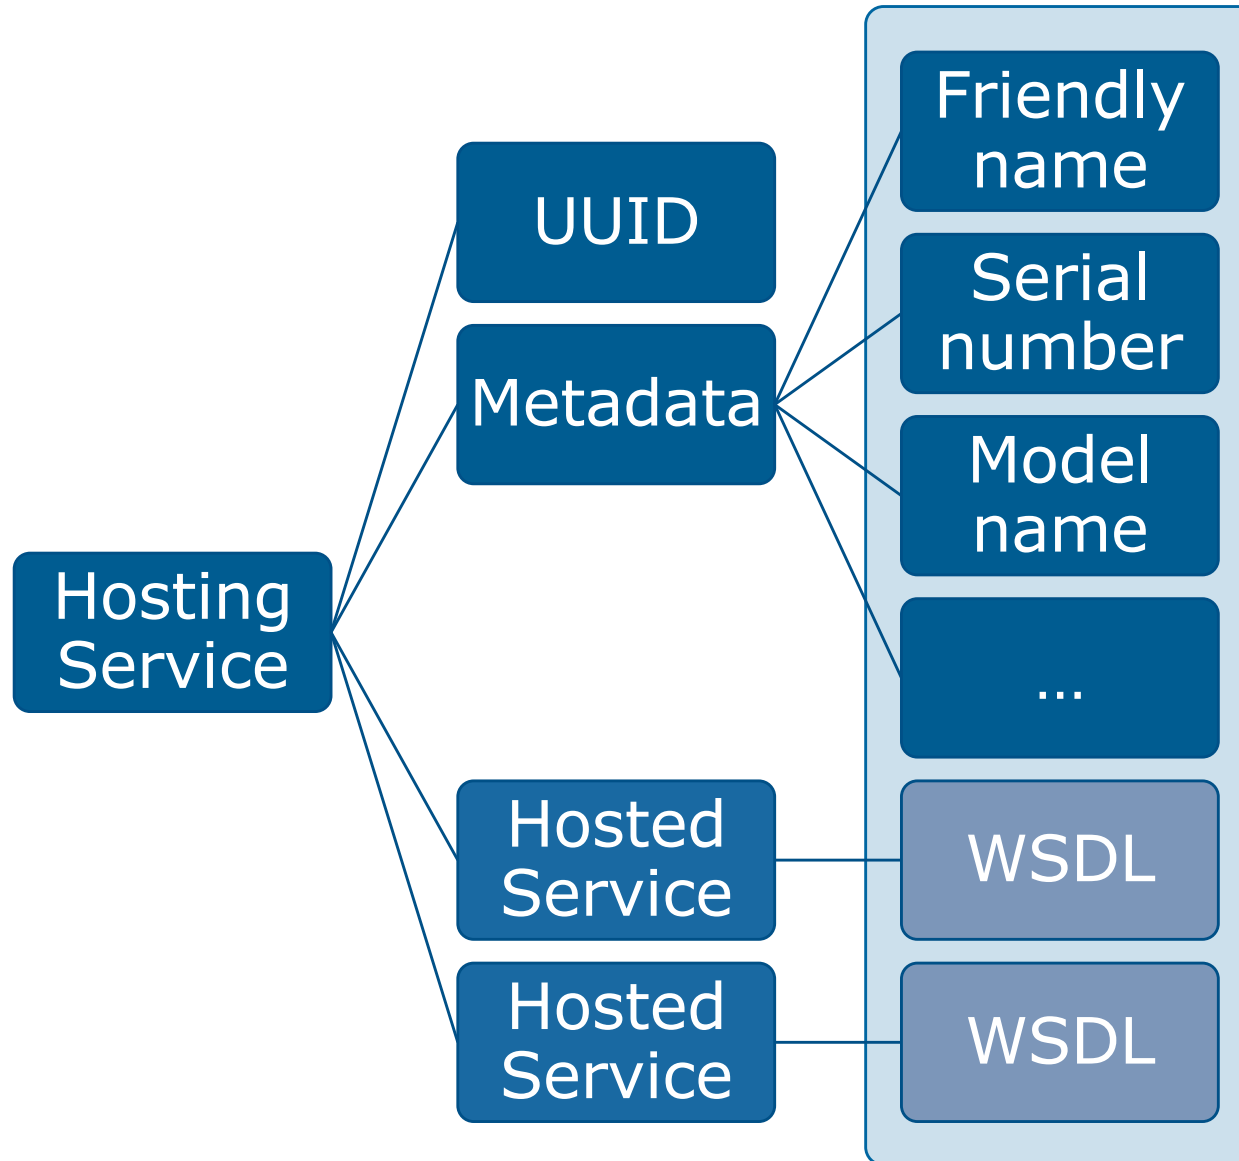 Friendly
name
UUID
Serial
number
Metadata
Model
name
Hosting
Service
...
Hosted
Service
WSDL
Hosted
Service
WSDL